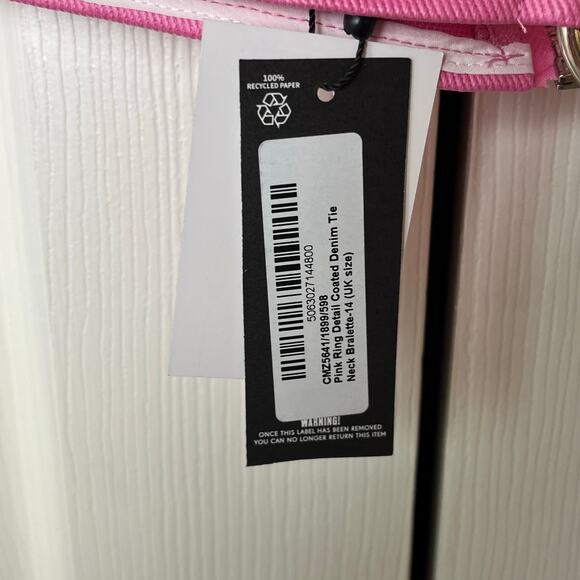 100%
RECYCLED PAPER
5063027144800
CMZ5641/1899/598
Pink Ring Detail Coated Denim Tie
Neck Bralette-14 (UK size)
WARNING!
ONCE THIS LABEL HAS BEEN REMOVED
YOU CAN NO LONGER RETURN THIS ITEM